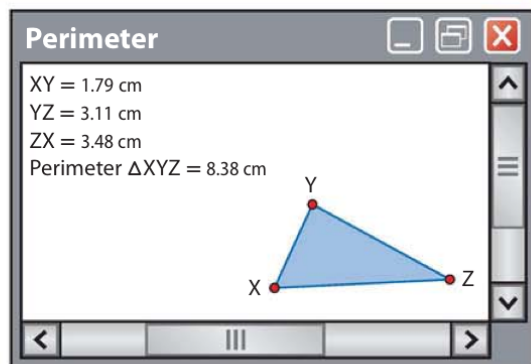 Perimeter
XY = 1.79 cm
YZ = 3.11 cm
ZX = 3.48 cm
Perimeter ΔXYZ = 8.38 cm
Y
X
Z